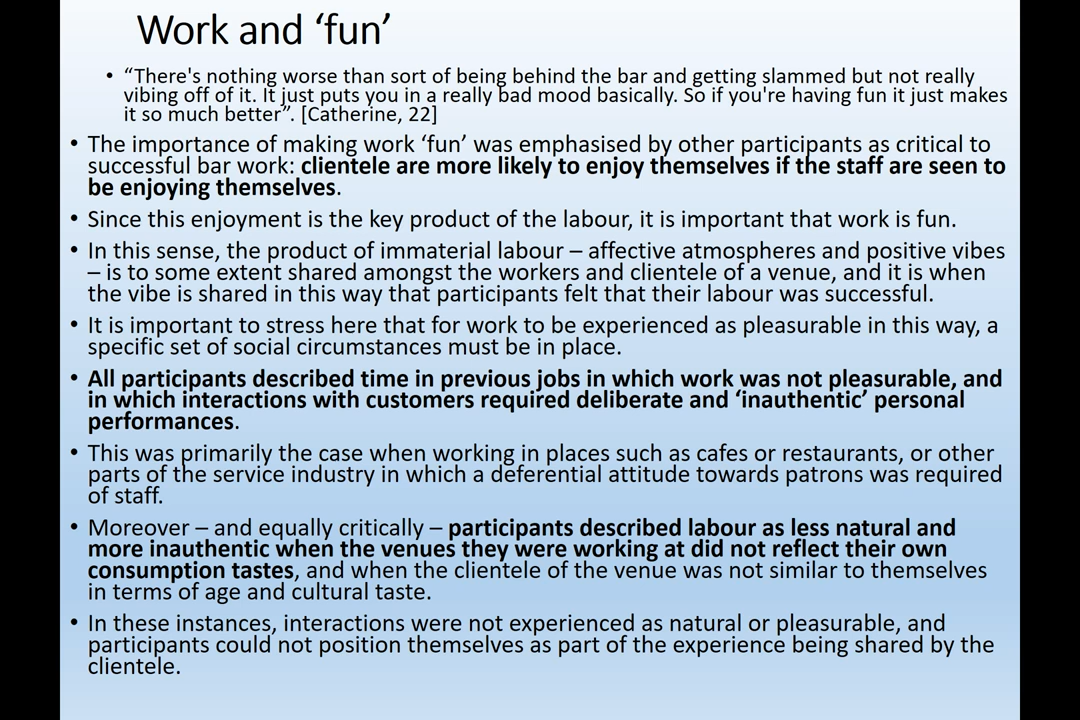 Work and ‘fun’
• “There's nothing worse than sort of being behind the bar and getting slammed but not really
vibing off of it. It just puts you in a really bad mood basically. So if you're having fun it just makes
it so much better”. [Catherine, 22]
• The importance of making work ‘fun’ was emphasised by other participants as critical to
successful bar work: clientele are more likely to enjoy themselves if the staff are seen to
be enjoying themselves.
• Since this enjoyment is the key product of the labour, it is important that work is fun.
• In this sense, the product of immaterial labour – affective atmospheres and positive vibes
– is to some extent shared amongst the workers and clientele of a venue, and it is when
the vibe is shared in this way that participants felt that their labour was successful.
• It is important to stress here that for work to be experienced as pleasurable in this way, a
specific set of social circumstances must be in place.
• All participants described time in previous jobs in which work was not pleasurable, and
in which interactions with customers required deliberate and ‘inauthentic’ personal
performances.
• This was primarily the case when working in places such as cafes or restaurants, or other
parts of the service industry in which a deferential attitude towards patrons was required
of staff.
• Moreover – and equally critically – participants described labour as less natural and
more inauthentic when the venues they were working at did not reflect their own
consumption tastes, and when the clientele of the venue was not similar to themselves
in terms of age and cultural taste.
• In these instances, interactions were not experienced as natural or pleasurable, and
participants could not position themselves as part of the experience being shared by the
clientele.